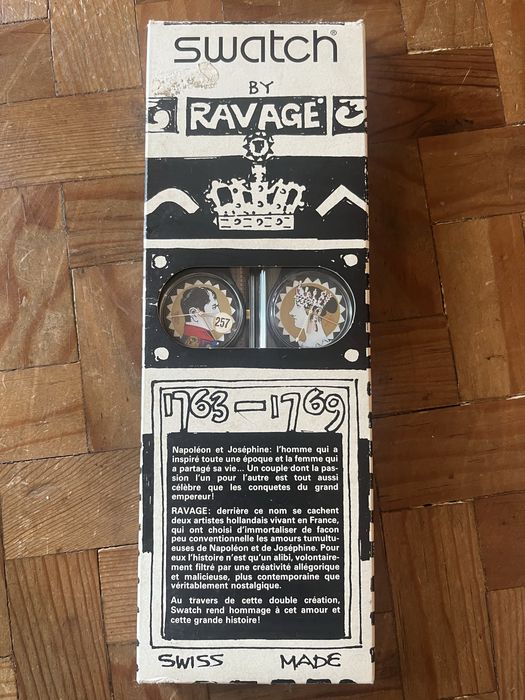 swatch®
BY
RAVAGE
257
1763-1769
Napoléon et Joséphine: l'homme qui a
inspiré toute une époque et la femme qui
a partagé sa vie... Un couple dont la pas-
sion l'un pour l'autre est tout aussi
célèbre que les conquetes du grand
empereur!
RAVAGE: derrière ce nom se cachent
deux artistes hollandais vivant en France,
qui ont choisi d'immortaliser de facon
peu conventionelle les amours tumultu-
euses de Napoléon et de Joséphine. Pour
eux l'histoire n'est qu'un alibi, volontaire-
ment filtré par une créativité allégorique
et malicieuse, plus contemporaine que
véritablement nostalgique.
Au travers de cette double création,
Swatch rend hommage à cet amour et
cette grande histoire!
SWISS MADE